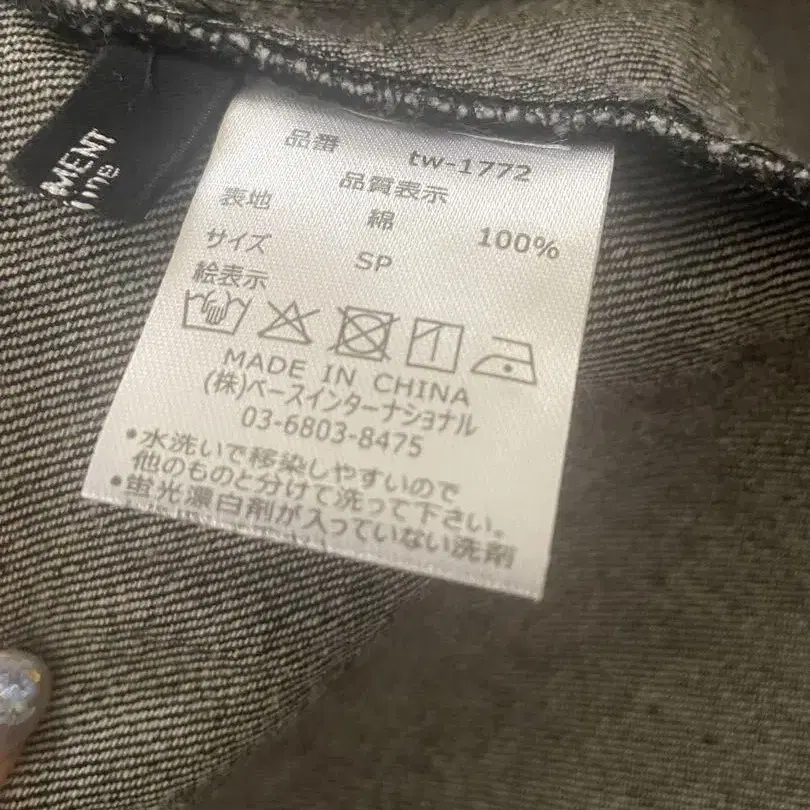 MENT
品番 tw-1772
品質表示
表地 綿 100%
サイズ SP
絵表示
MADE IN CHINA
(株)ベースインターナショナル
03-6803-8475
•水洗いで移染しやすいので
他のものと分けて洗って下さい。
•蛍光漂白剤が入っていない洗剤